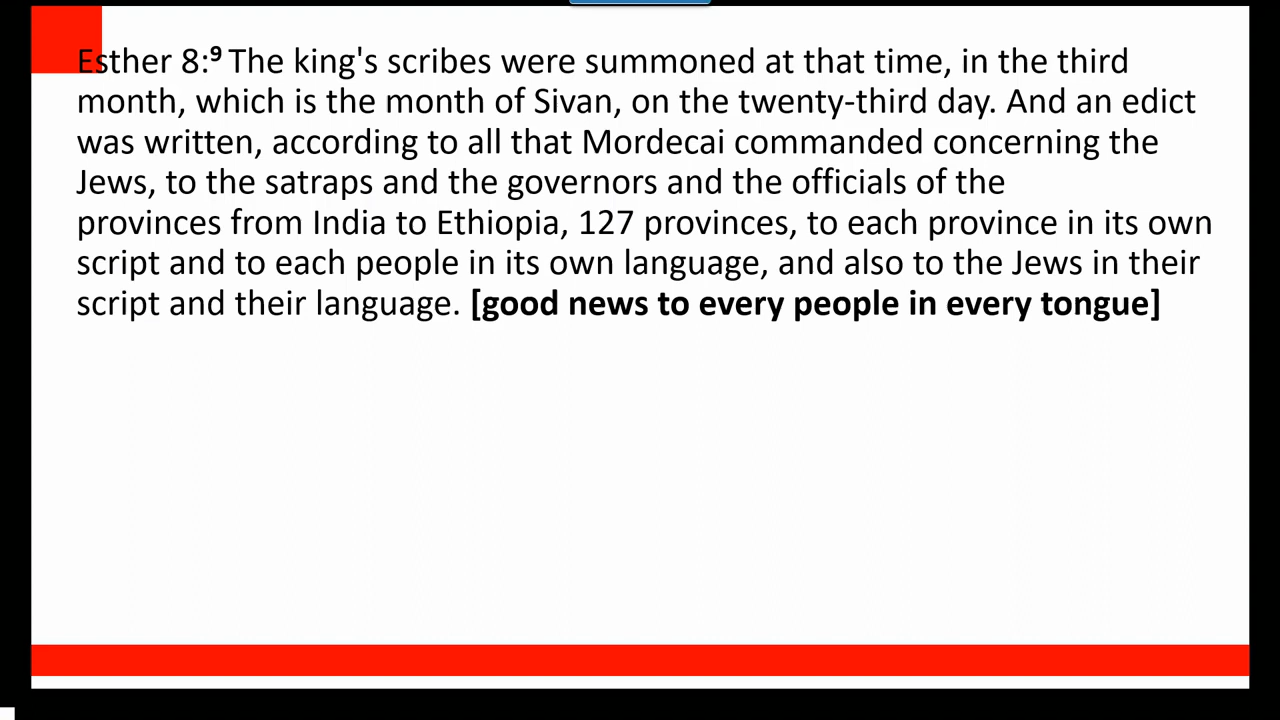 Esther 8:⁹ The king's scribes were summoned at that time, in the third
month, which is the month of Sivan, on the twenty-third day. And an edict
was written, according to all that Mordecai commanded concerning the
Jews, to the satraps and the governors and the officials of the
provinces from India to Ethiopia, 127 provinces, to each province in its own
script and to each people in its own language, and also to the Jews in their
script and their language. [good news to every people in every tongue]